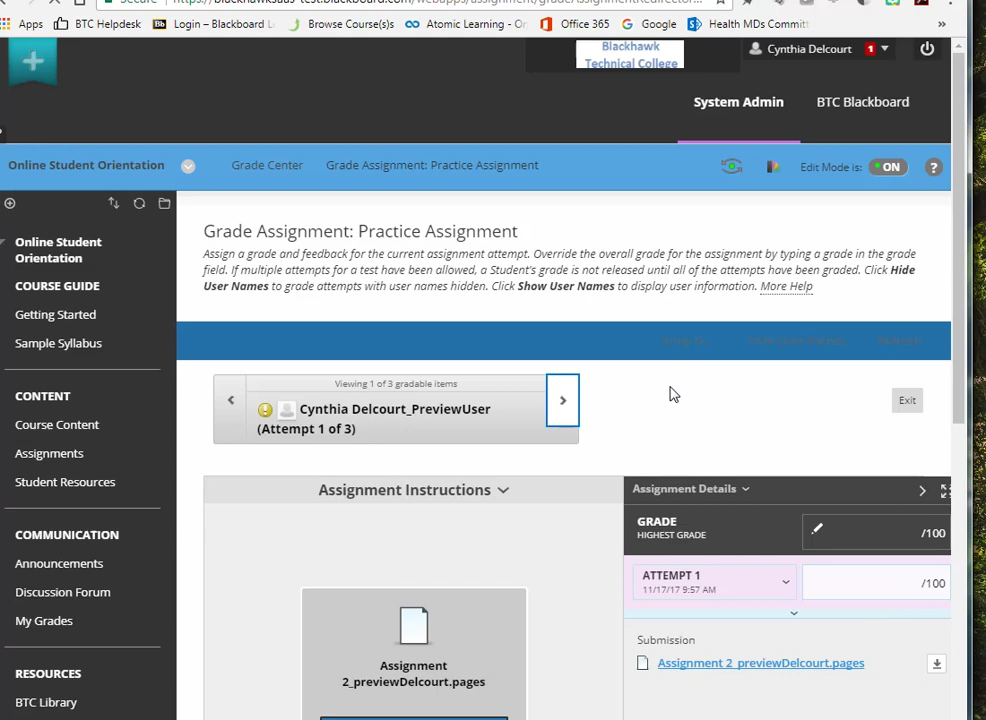 Apps BTC Helpdesk Bb Login – Blackboard L Browse Course(s) Atomic Learning - On Office 365 Google Health MDs Committ »
Blackhawk
Technical College
Cynthia Delcourt 1
System Admin BTC Blackboard
Online Student Orientation Grade Center Grade Assignment: Practice Assignment Edit Mode is: ON ?
Grade Assignment: Practice Assignment
Assign a grade and feedback for the current assignment attempt. Override the overall grade for the assignment by typing a grade in the grade
field. If multiple attempts for a test have been allowed, a Student's grade is not released until all of the attempts have been graded. Click Hide
User Names to grade attempts with user names hidden. Click Show User Names to display user information. More Help
Online Student
Orientation
COURSE GUIDE
Getting Started
Sample Syllabus
CONTENT
Course Content
Assignments
Student Resources
COMMUNICATION
Announcements
Discussion Forum
My Grades
RESOURCES
BTC Library
Viewing 1 of 3 gradable items
Cynthia Delcourt_PreviewUser
(Attempt 1 of 3)
Exit
Assignment Instructions
Assignment
2_previewDelcourt.pages
Assignment Details
GRADE
HIGHEST GRADE
/100
ATTEMPT 1
11/17/17 9:57 AM
/100
Submission
Assignment 2_previewDelcourt.pages